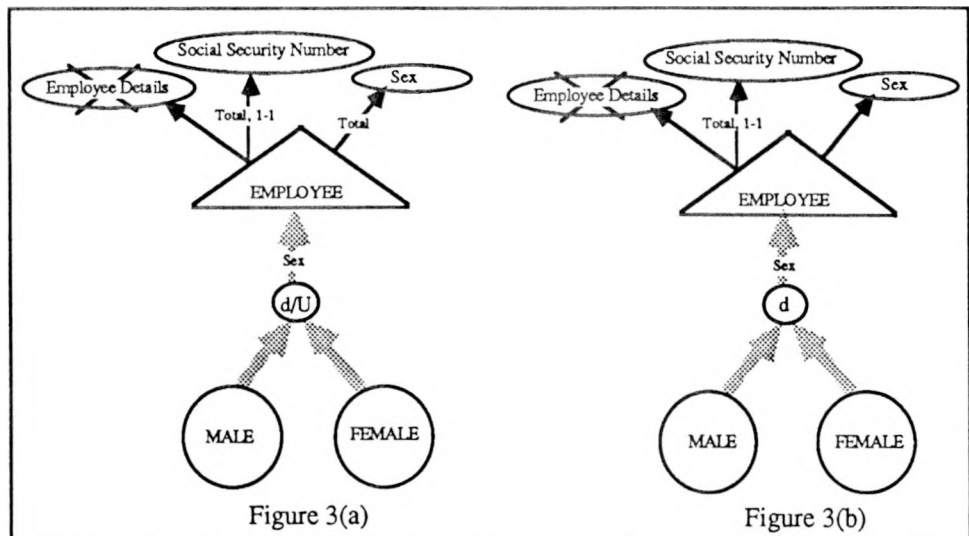 Social Security Number
Employee Details
Sex
Total, 1-1
Total
EMPLOYEE
Sex
d/U
MALE
FEMALE
Figure 3(a)
Social Security Number
Employee Details
Sex
Total, 1-1
EMPLOYEE
Sex
d
MALE
FEMALE
Figure 3(b)